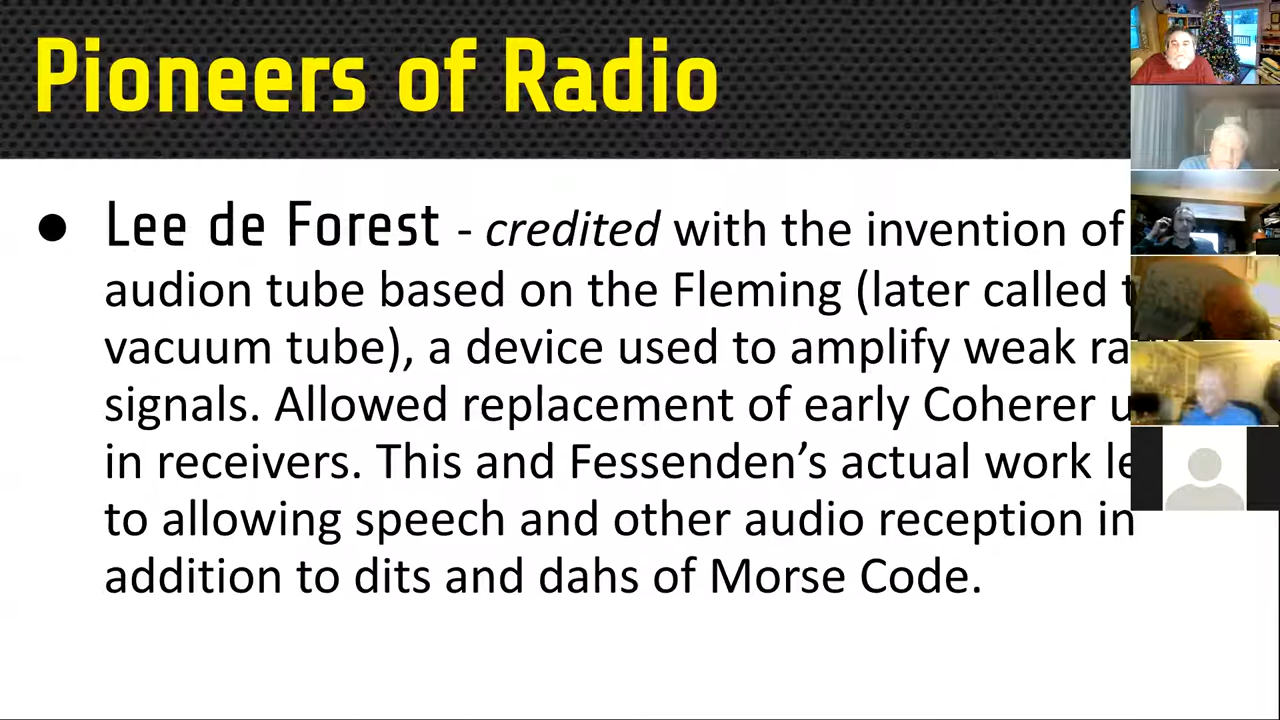 Pioneers of Radio
● Lee de Forest - credited with the invention of
audion tube based on the Fleming (later called
vacuum tube), a device used to amplify weak
signals. Allowed replacement of early Coherer
in receivers. This and Fessenden’s actual work
to allowing speech and other audio reception in
addition to dits and dahs of Morse Code.